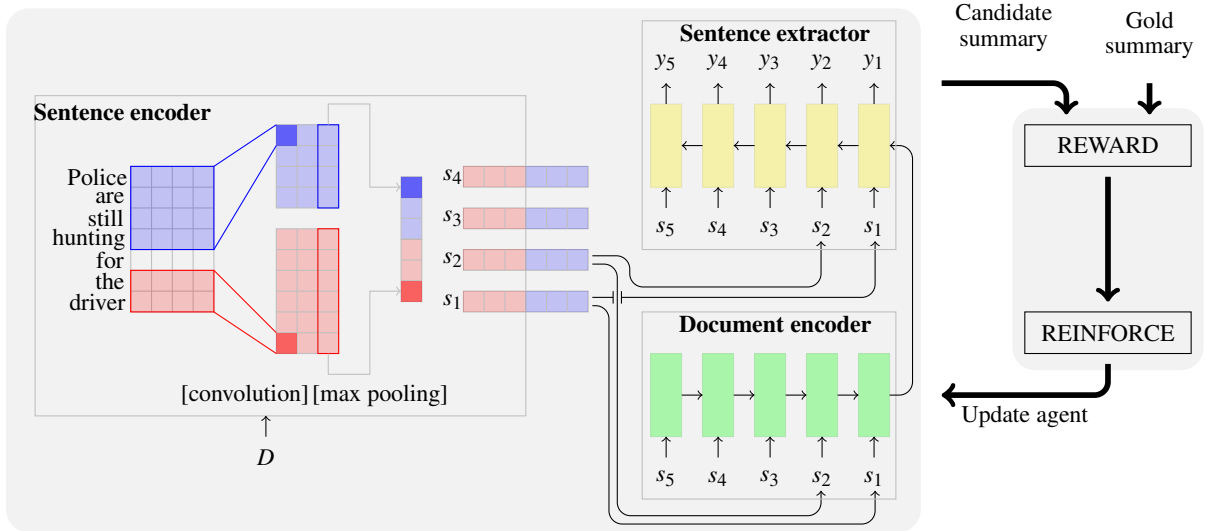 Sentence encoder
Police
are
still
hunting
for
the
driver
[convolution] [max pooling]
D
s4
s3
s2
s1
Sentence extractor
y5 y4 y3 y2 y1
s5 s4 s3 s2 s1
Document encoder
s5 s4 s3 s2 s1
Candidate
summary
Gold
summary
REWARD
REINFORCE
Update agent